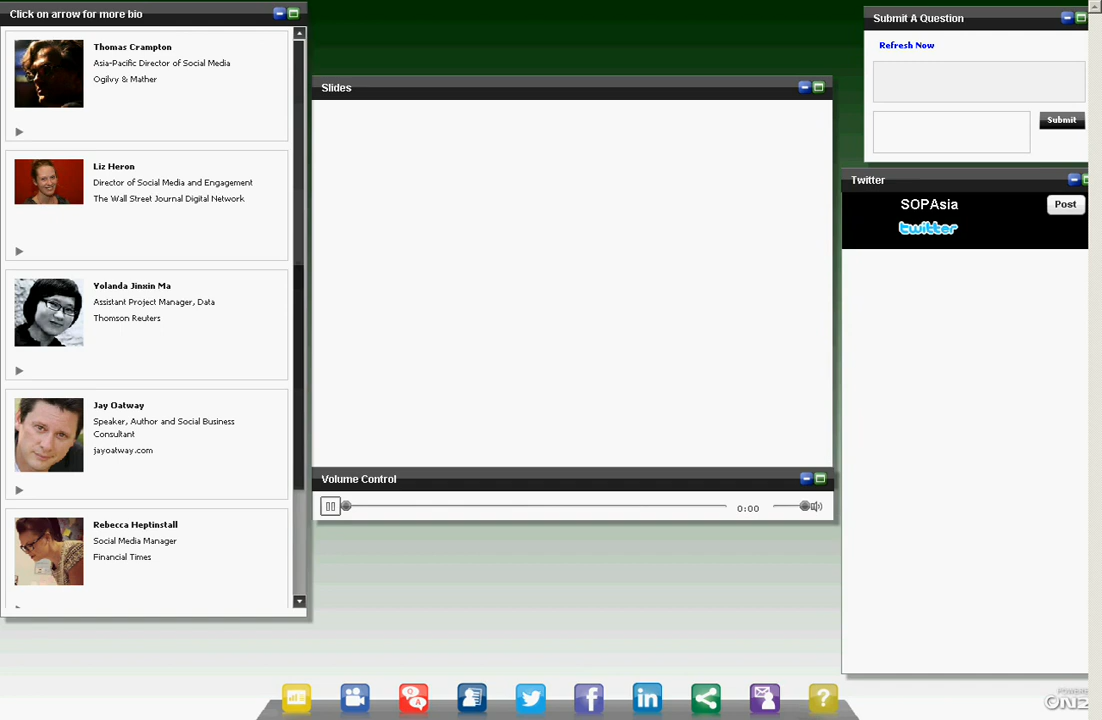 Click on arrow for more bio
Thomas Crampton
Asia-Pacific Director of Social Media
Ogilvy & Mather
Liz Heron
Director of Social Media and Engagement
The Wall Street Journal Digital Network
Yolanda Jinxin Ma
Assistant Project Manager, Data
Thomson Reuters
Jay Oatway
Speaker, Author and Social Business
Consultant
jayoatway.com
Rebecca Heptinstall
Social Media Manager
Financial Times
Slides
Volume Control
0:00
Submit A Question
Refresh Now
Submit
Twitter
SOPAsia
Post
twitter
Q
A
f
in
?